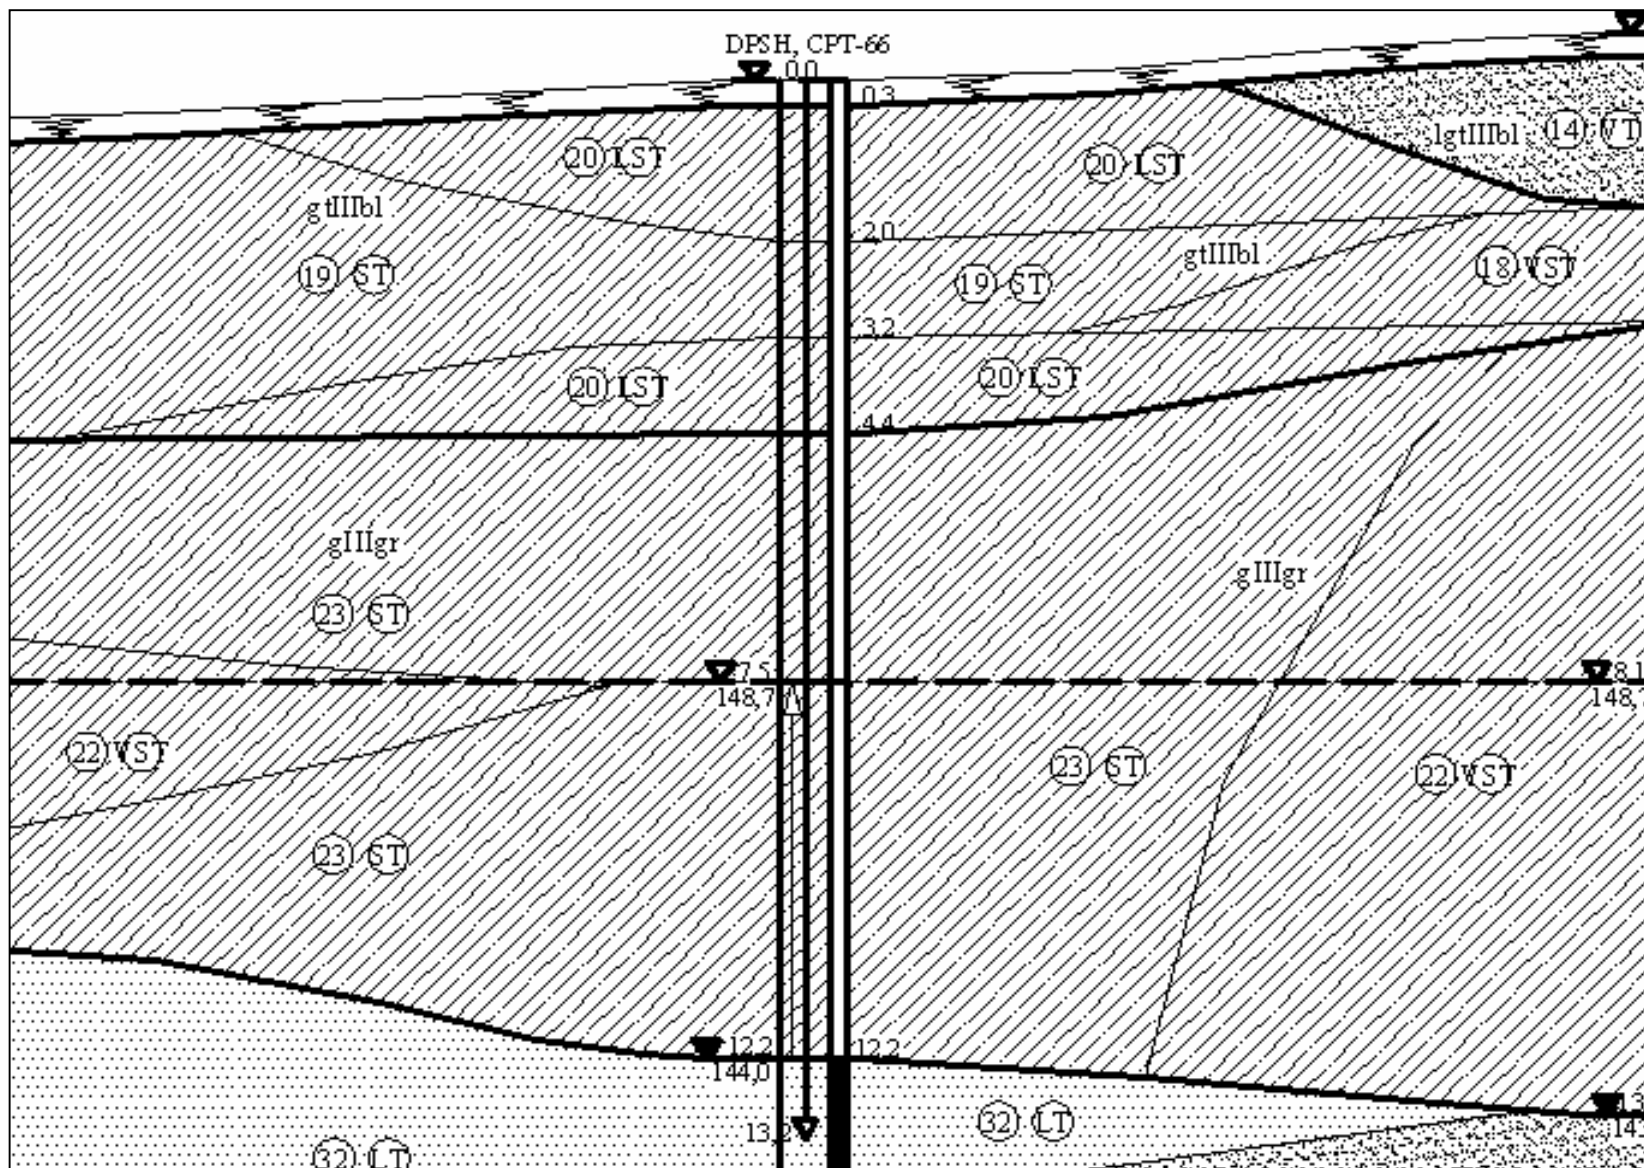 DPSH, CPT-66
0,0
0,3
lgtIIIbl (14) VT
(20) LST
(20) LST
gtIIIbl
2,0
gtIIIbl
(19) ST
(19) ST
(18) VST
3,2
(20) LST
(20) LST
4,4
gIIIgr
gIIIgr
(23) ST
7,5
8,1
148,7
(22) VST
(23) ST
(22) VST
(23) ST
12,2
12,2
144,0
(32) LT
13,2
(32) LT